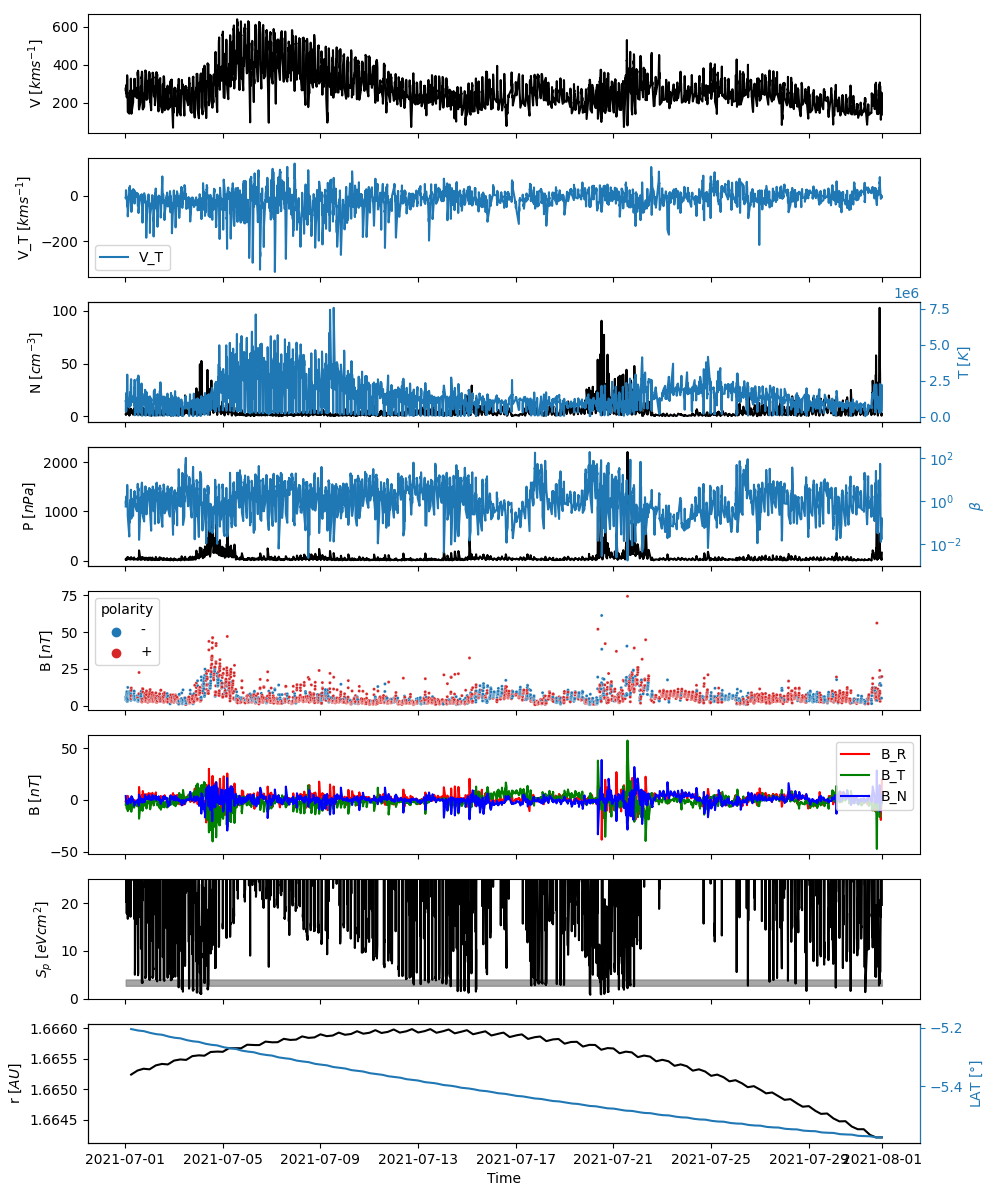 600
400
200
V [kms⁻¹]
0
−200
V_T [kms⁻¹]
V_T
1e6
100
50
0
N [cm⁻³]
7.5
5.0
2.5
0.0
T [K]
2000
1000
0
P [nPa]
10²
10⁰
10⁻²
β
75
50
25
0
B [nT]
polarity
-
+
50
0
−50
B [nT]
B_R
B_T
B_N
20
10
0
Sₚ [eVcm²]
1.6660
1.6655
1.6650
1.6645
r [AU]
−5.2
−5.4
LAT [°]
2021-07-01 2021-07-05 2021-07-09 2021-07-13 2021-07-17 2021-07-21 2021-07-25 2021-07-29 2021-08-01
Time